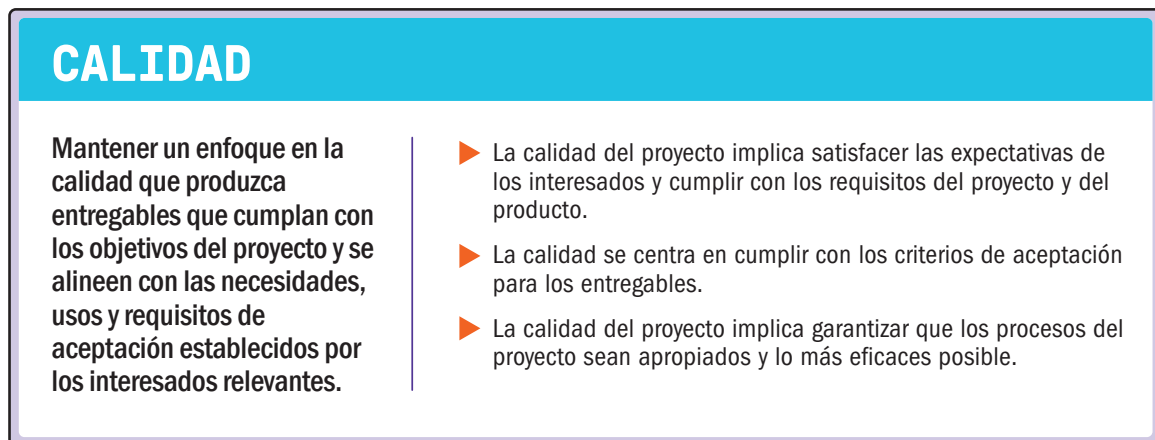 CALIDAD
Mantener un enfoque en la
calidad que produzca
entregables que cumplan con
los objetivos del proyecto y se
alineen con las necesidades,
usos y requisitos de
aceptación establecidos por
los interesados relevantes.
La calidad del proyecto implica satisfacer las expectativas de
los interesados y cumplir con los requisitos del proyecto y del
producto.
La calidad se centra en cumplir con los criterios de aceptación
para los entregables.
La calidad del proyecto implica garantizar que los procesos del
proyecto sean apropiados y lo más eficaces posible.